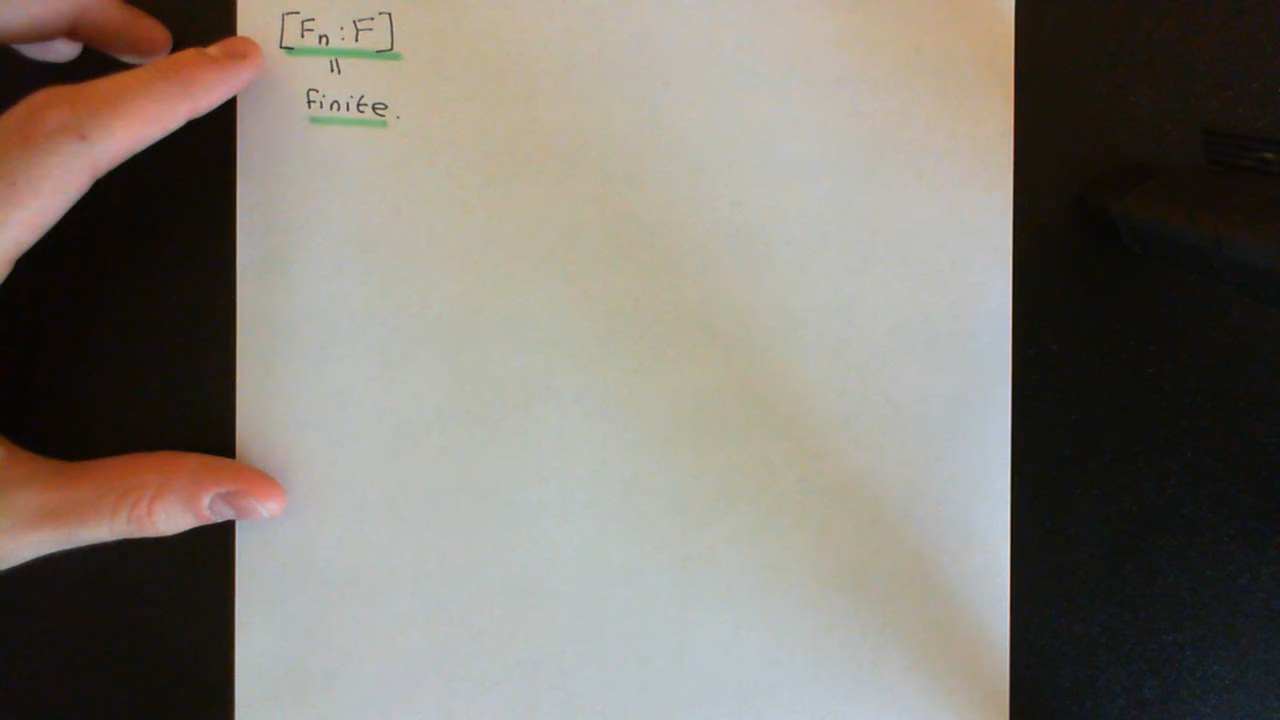 [Fn : F]
=
finite.